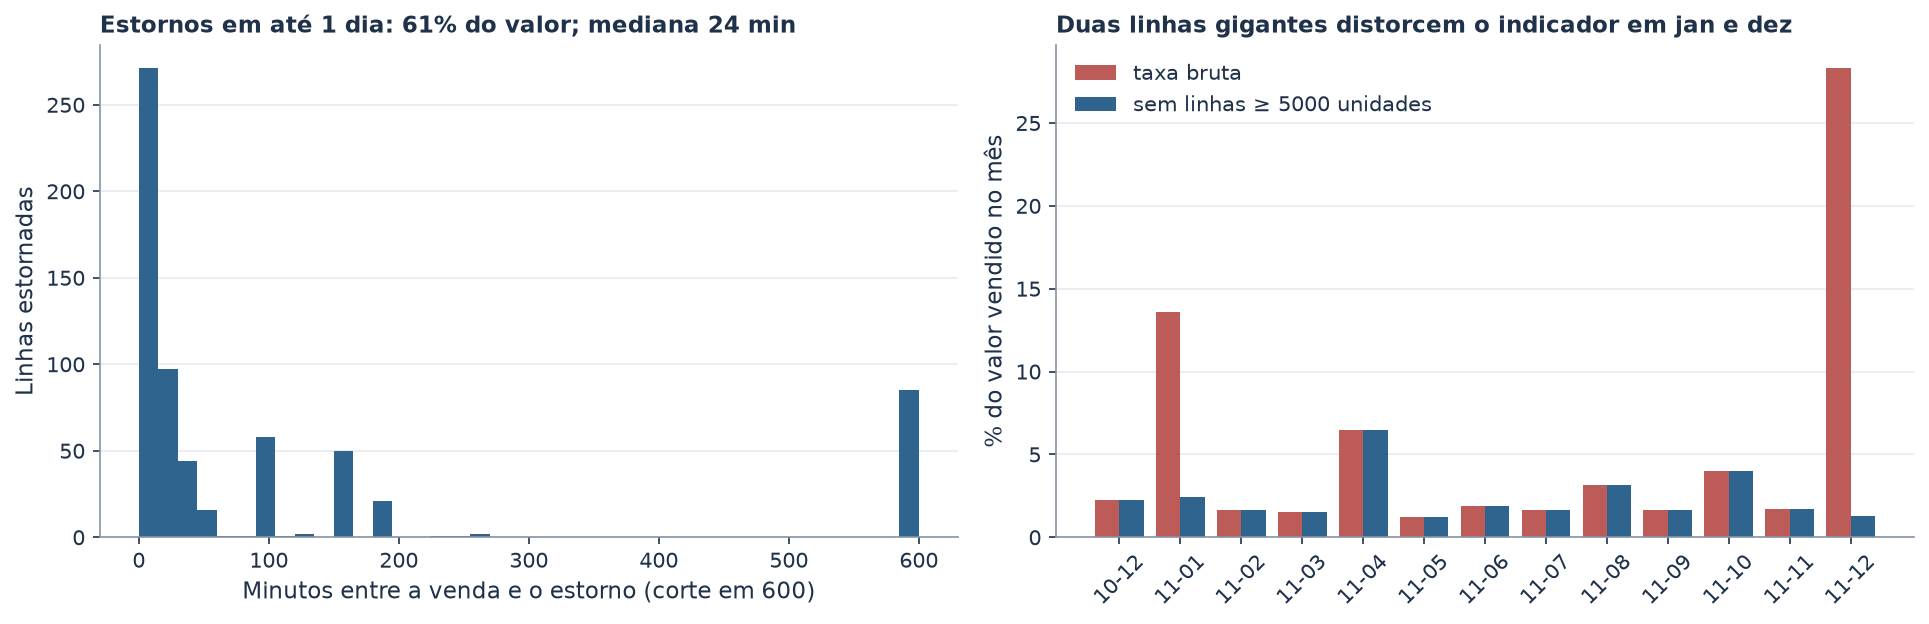 Estornos em até 1 dia: 61% do valor; mediana 24 min
Linhas estornadas
250
200
150
100
50
0
0 100 200 300 400 500 600
Minutos entre a venda e o estorno (corte em 600)
Duas linhas gigantes distorcem o indicador em jan e dez
taxa bruta
sem linhas ≥ 5000 unidades
% do valor vendido no mês
25
20
15
10
5
0
10-12 11-01 11-02 11-03 11-04 11-05 11-06 11-07 11-08 11-09 11-10 11-11 11-12